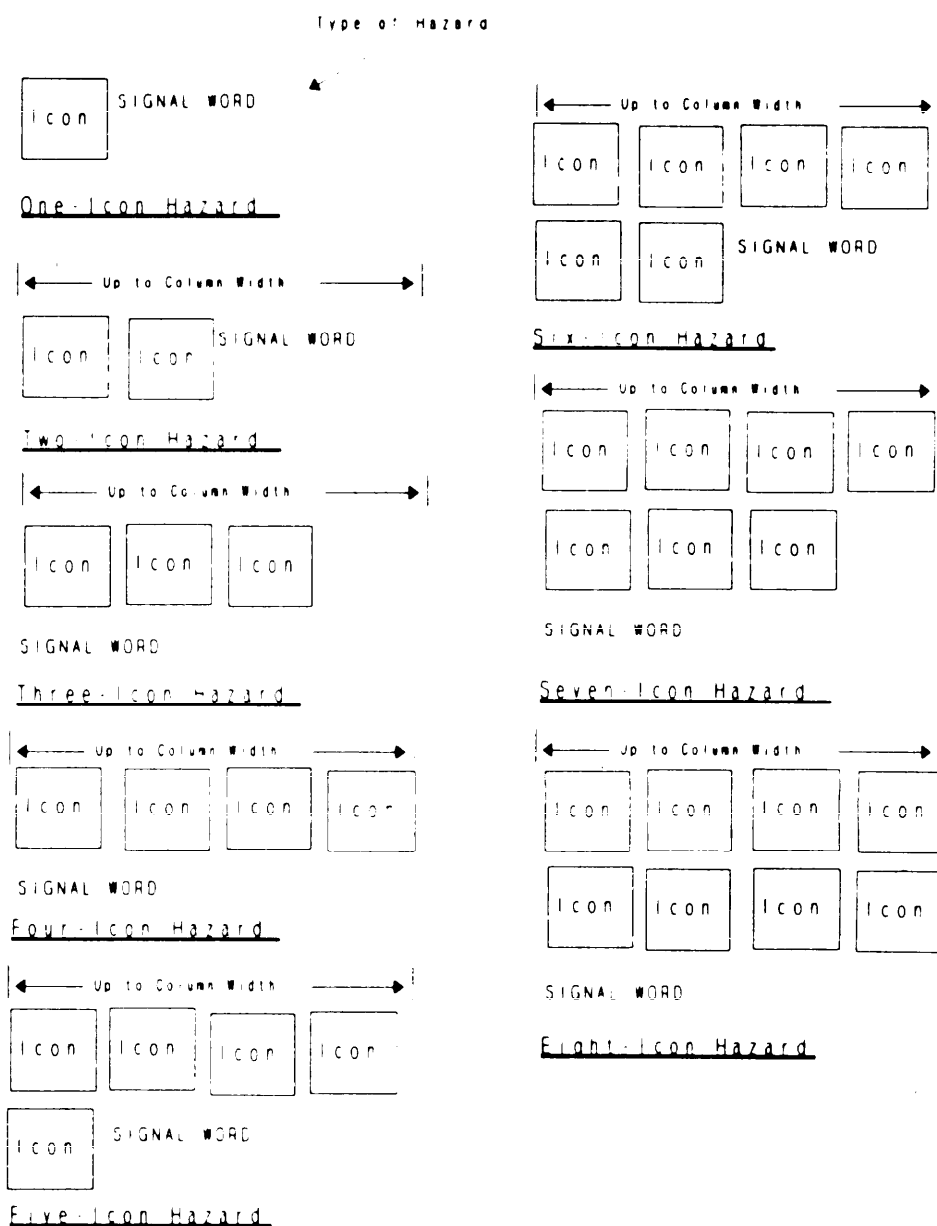 Type of Hazard
Icon
SIGNAL WORD
One-Icon Hazard
Up to Column Width
Icon Icon
SIGNAL WORD
Two-Icon Hazard
Up to Column Width
Icon Icon Icon
SIGNAL WORD
Three-Icon Hazard
Up to Column Width
Icon Icon Icon Icon
SIGNAL WORD
Four-Icon Hazard
Up to Column Width
Icon Icon Icon Icon
Icon SIGNAL WORD
Five-Icon Hazard
Up to Column Width
Icon Icon Icon Icon
Icon Icon SIGNAL WORD
Six-Icon Hazard
Up to Column Width
Icon Icon Icon Icon
Icon Icon Icon
SIGNAL WORD
Seven-Icon Hazard
Up to Column Width
Icon Icon Icon Icon
Icon Icon Icon Icon
SIGNAL WORD
Eight-Icon Hazard